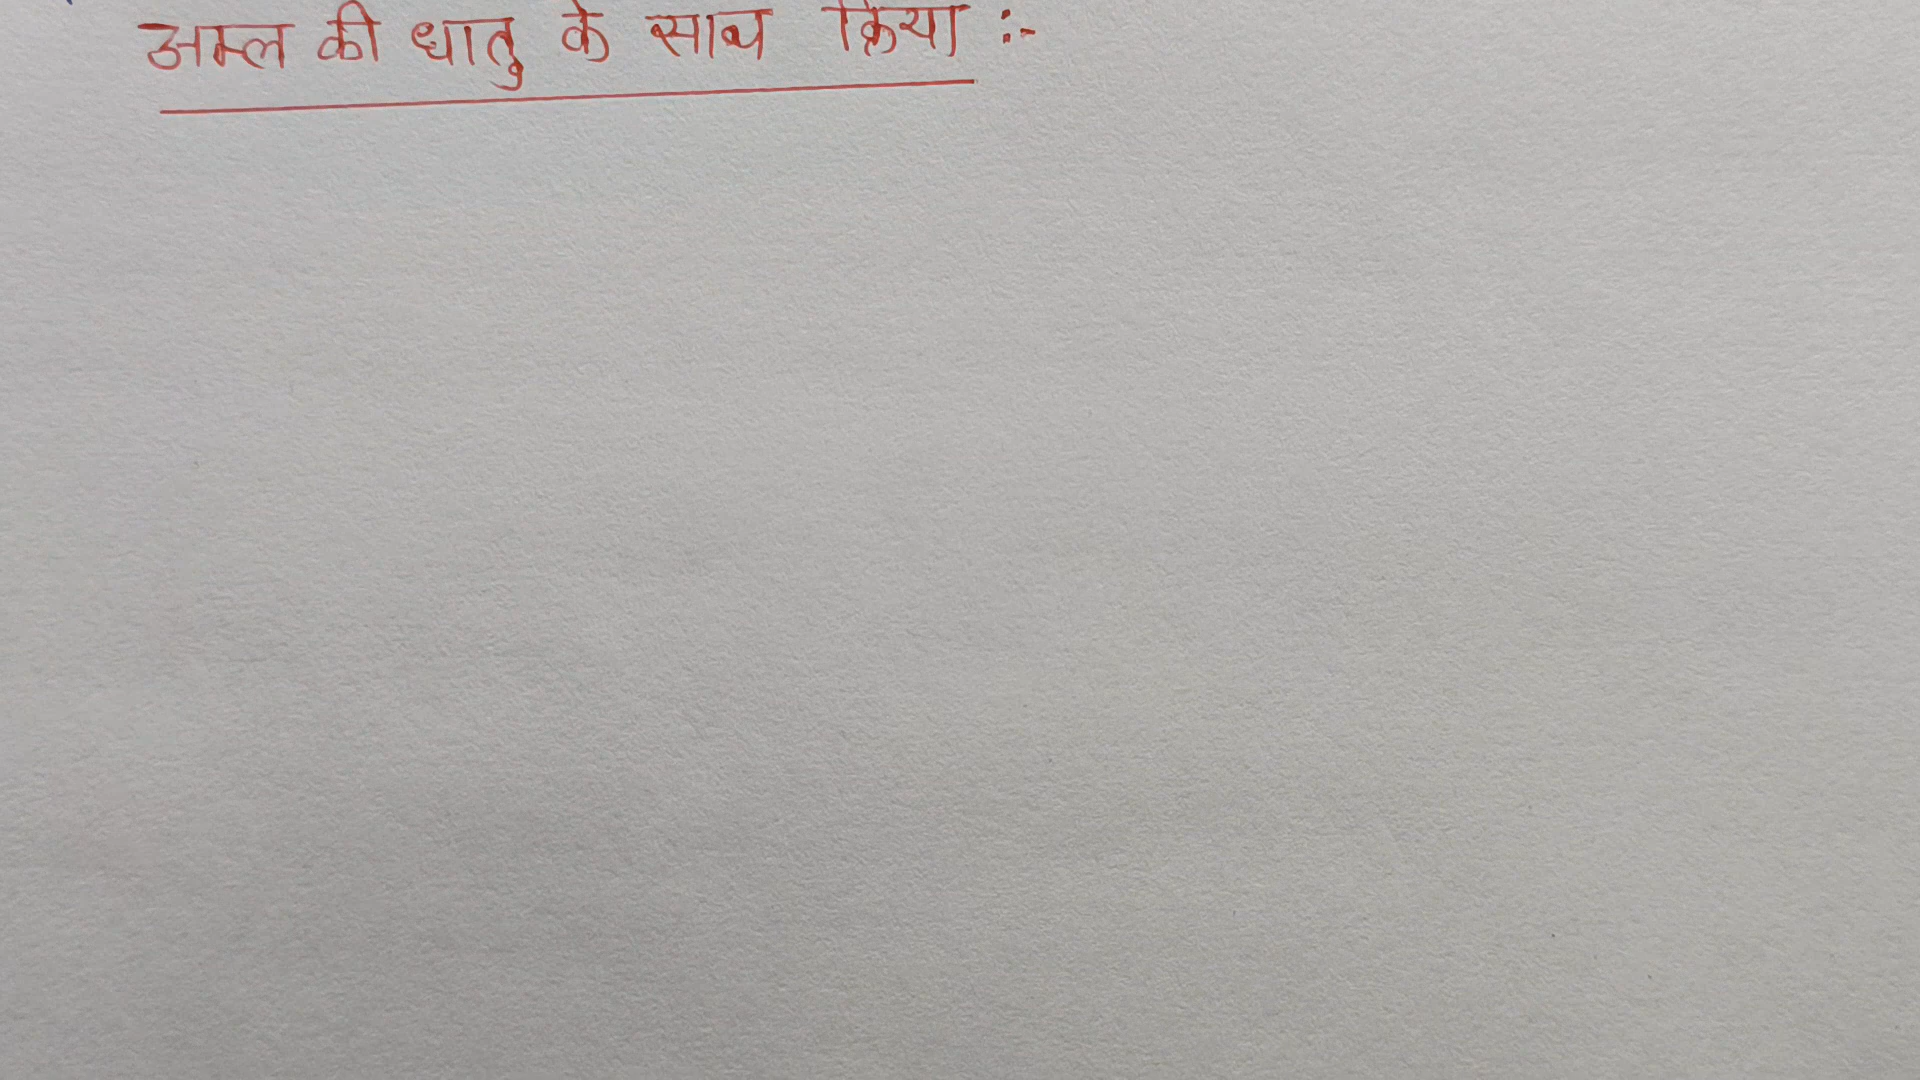 अम्ल की धातु के साथ क्रिया :-